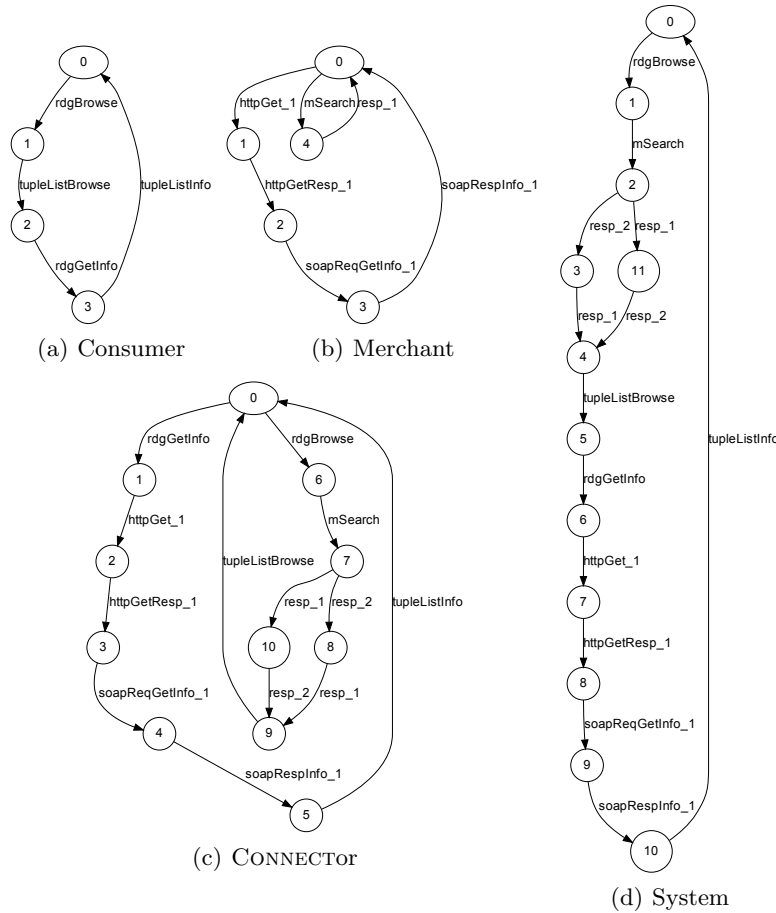 0
rdgBrowse
1
tupleListBrowse
tupleListInfo
2
rdgGetInfo
3
(a) Consumer
0
httpGet_1
mSearch
resp_1
1
4
httpGetResp_1
soapRespInfo_1
2
soapReqGetInfo_1
3
(b) Merchant
0
rdgGetInfo
rdgBrowse
1
6
httpGet_1
mSearch
2
tupleListBrowse
7
httpGetResp_1
resp_1
resp_2
tupleListInfo
3
10
8
soapReqGetInfo_1
resp_2
resp_1
4
9
soapRespInfo_1
5
(c) CONNECTor
0
rdgBrowse
1
mSearch
2
resp_2
resp_1
3
11
resp_1
resp_2
4
tupleListBrowse
5
tupleListInfo
rdgGetInfo
6
httpGet_1
7
httpGetResp_1
8
soapReqGetInfo_1
9
soapRespInfo_1
10
(d) System